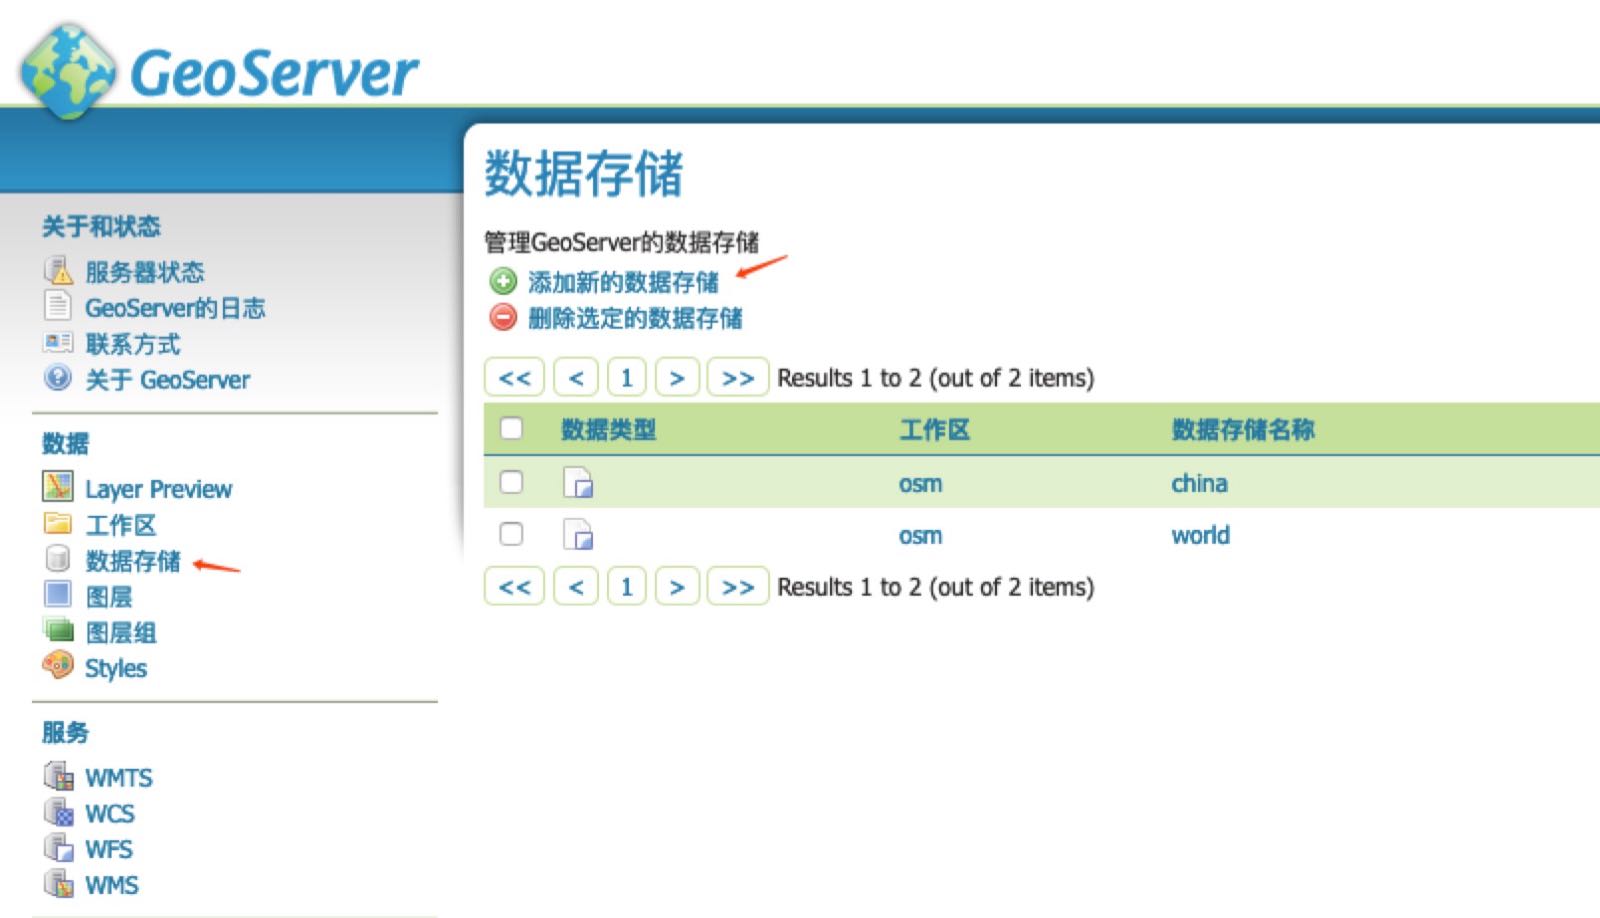 GeoServer
关于和状态
服务器状态
GeoServer的日志
联系方式
关于 GeoServer
数据
Layer Preview
工作区
数据存储
图层
图层组
Styles
服务
WMTS
WCS
WFS
WMS
数据存储
管理GeoServer的数据存储
添加新的数据存储
删除选定的数据存储
<< < 1 > >> Results 1 to 2 (out of 2 items)
数据类型 工作区 数据存储名称
osm china
osm world
<< < 1 > >> Results 1 to 2 (out of 2 items)